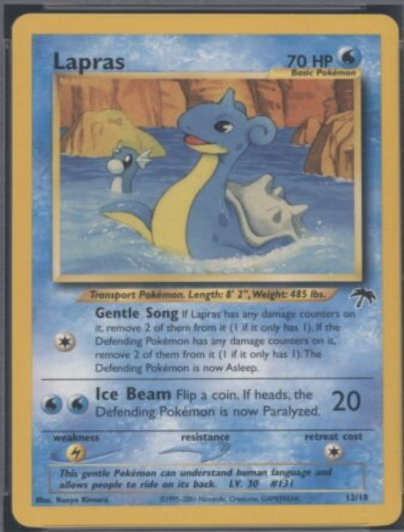 Lapras
70 HP
Basic Pokémon
Transport Pokémon. Length: 8' 2", Weight: 485 lbs.
Gentle Song If Lapras has any damage counters on
it, remove 2 of them from it (1 if it only has 1). If the
Defending Pokémon has any damage counters on it,
remove 2 of them from it (1 if it only has 1). The
Defending Pokémon is now Asleep.
Ice Beam Flip a coin. If heads, the
Defending Pokémon is now Paralyzed.
20
weakness resistance retreat cost
This gentle Pokémon can understand human language and
allows people to ride on its back. LV. 30 #131
Illus. Naoyo Kimura ©1995-2001 Nintendo, Creatures, GAMEFREAK. 12/18